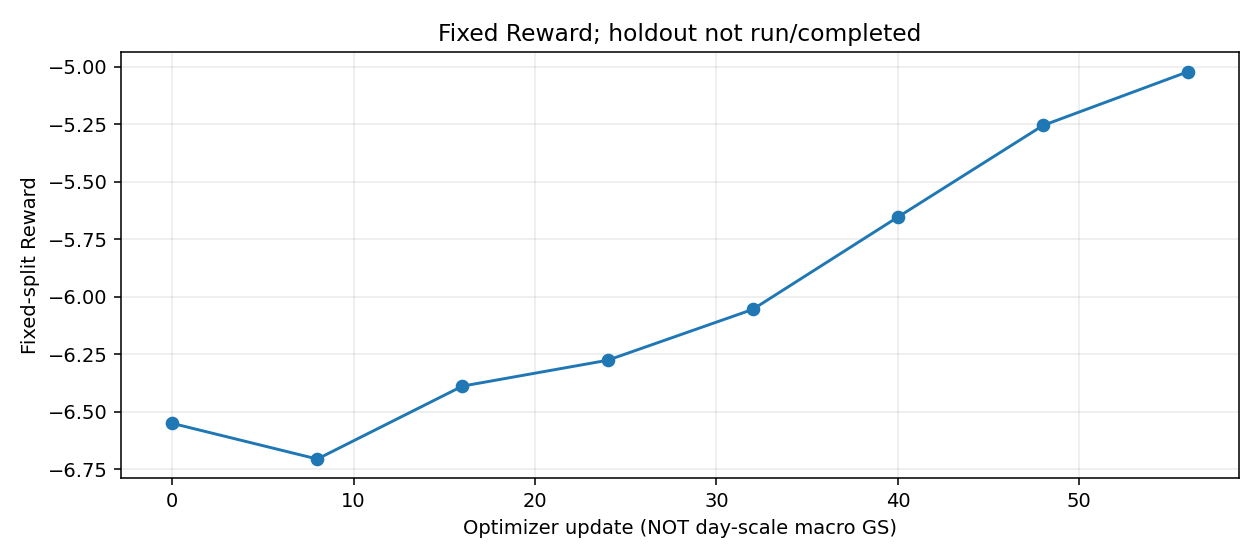 Fixed Reward; holdout not run/completed
Fixed-split Reward
−5.00
−5.25
−5.50
−5.75
−6.00
−6.25
−6.50
−6.75
0 10 20 30 40 50
Optimizer update (NOT day-scale macro GS)